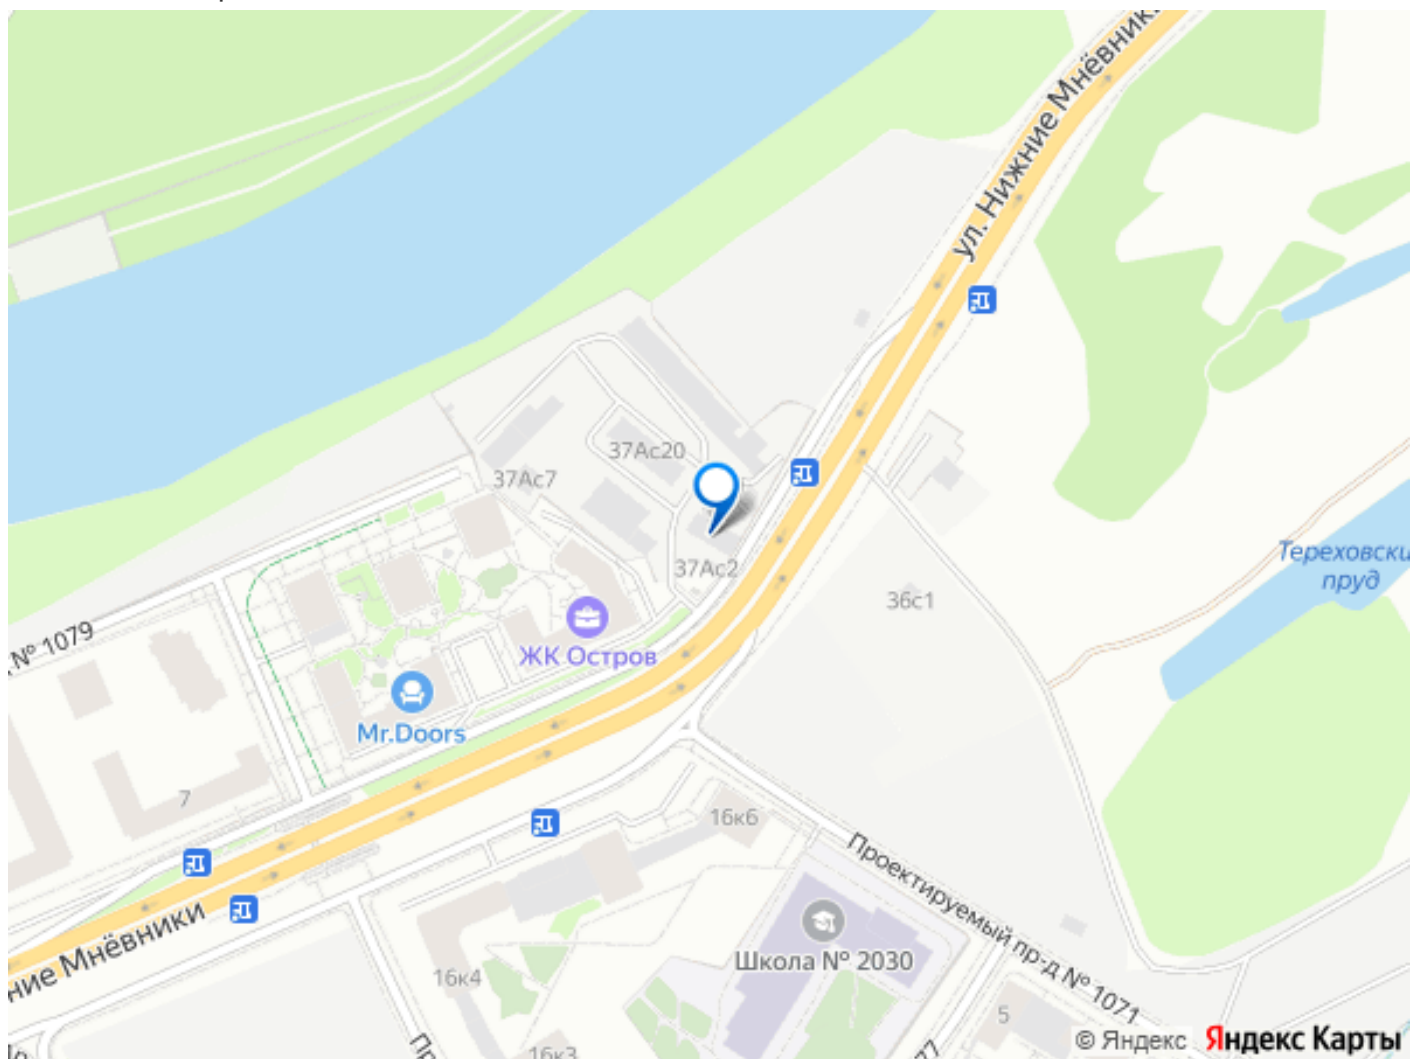 ул. Нижние Мнёвники
37Ас20
37Ас7
37Ас2
Тереховски
пруд
36с1
№ 1079
ЖК Остров
Mr.Doors
7
16к6
Проектируемый пр-д № 1071
ние Мнёвники
Школа № 2030
16к4
5
16к3
© Яндекс Яндекс Карты